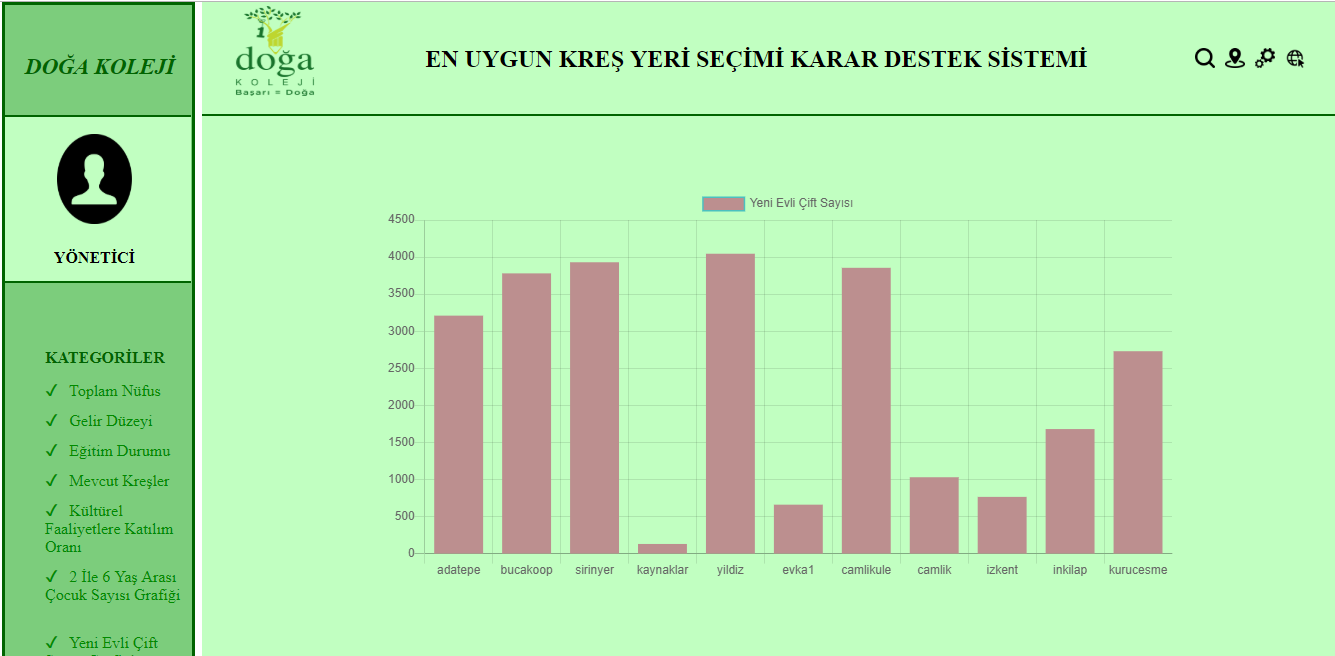 DOĞA KOLEJİ
doğa
KOLEJİ
Başarı = Doğa
EN UYGUN KREŞ YERİ SEÇİMİ KARAR DESTEK SİSTEMİ
YÖNETİCİ
KATEGORİLER
Toplam Nüfus
Gelir Düzeyi
Eğitim Durumu
Mevcut Kreşler
Kültürel
Faaliyetlere Katılım
Oranı
2 İle 6 Yaş Arası
Çocuk Sayısı Grafiği
Yeni Evli Çift
Yeni Evli Çift Sayısı
4500
4000
3500
3000
2500
2000
1500
1000
500
0
adatepe bucakoop sirinyer kaynaklar yildiz evka1 camlikule camlik izkent inkilap kurucesme